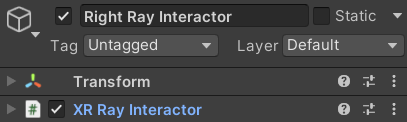 Right Ray Interactor Static
Tag Untagged Layer Default
Transform
XR Ray Interactor